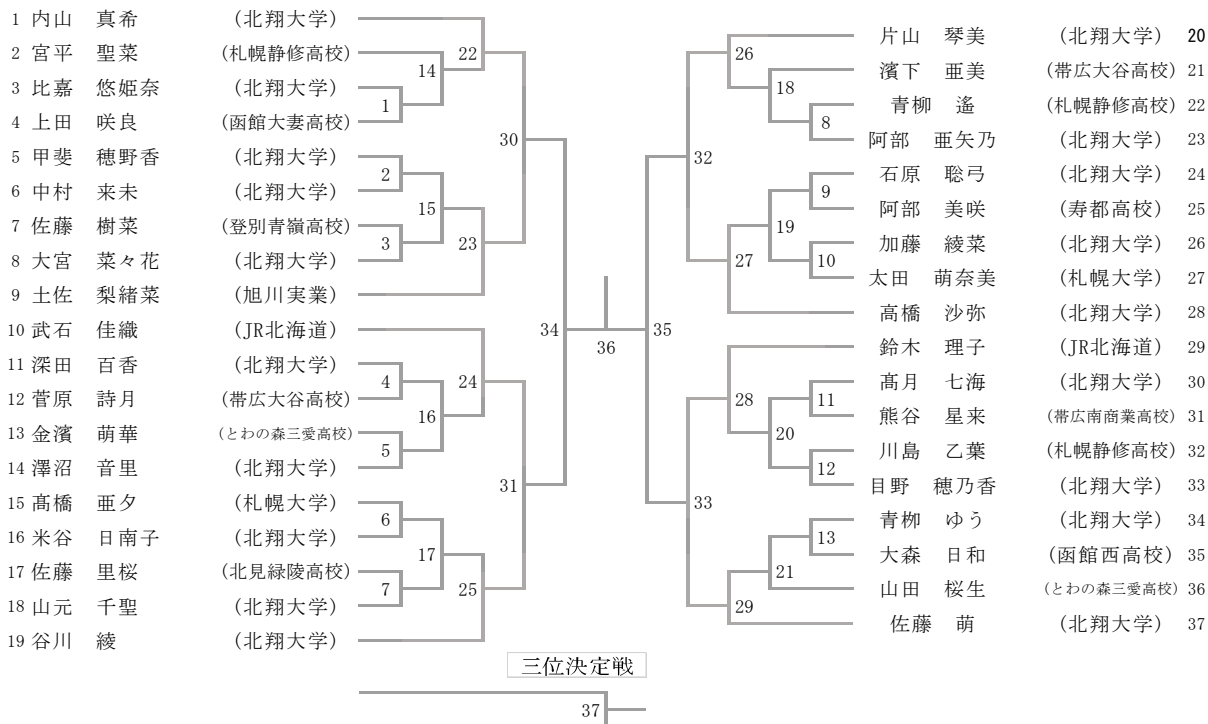 1 内山 真希 (北翔大学)
2 宮平 聖菜 (札幌静修高校)
3 比嘉 悠姫奈 (北翔大学)
4 上田 咲良 (函館大妻高校)
5 甲斐 穂野香 (北翔大学)
6 中村 来未 (北翔大学)
7 佐藤 樹菜 (登別青嶺高校)
8 大宮 菜々花 (北翔大学)
9 土佐 梨緒菜 (旭川実業)
10 武石 佳織 (JR北海道)
11 深田 百香 (北翔大学)
12 菅原 詩月 (帯広大谷高校)
13 金濱 萌華 (とわの森三愛高校)
14 澤沼 音里 (北翔大学)
15 髙橋 亜夕 (札幌大学)
16 米谷 日南子 (北翔大学)
17 佐藤 里桜 (北見緑陵高校)
18 山元 千聖 (北翔大学)
19 谷川 綾 (北翔大学)
22
14
1
30
2
15
3
23
34
4
24
16
5
31
6
17
7
25
36
35
26
18
8
32
9
19
10
27
28
11
20
12
33
13
21
29
片山 琴美 (北翔大学) 20
濱下 亜美 (帯広大谷高校) 21
青柳 遙 (札幌静修高校) 22
阿部 亜矢乃 (北翔大学) 23
石原 聡弓 (北翔大学) 24
阿部 美咲 (寿都高校) 25
加藤 綾菜 (北翔大学) 26
太田 萌奈美 (札幌大学) 27
高橋 沙弥 (北翔大学) 28
鈴木 理子 (JR北海道) 29
髙月 七海 (北翔大学) 30
熊谷 星来 (帯広南商業高校) 31
川島 乙葉 (札幌静修高校) 32
目野 穂乃香 (北翔大学) 33
青栁 ゆう (北翔大学) 34
大森 日和 (函館西高校) 35
山田 桜生 (とわの森三愛高校) 36
佐藤 萌 (北翔大学) 37
三位決定戦
37